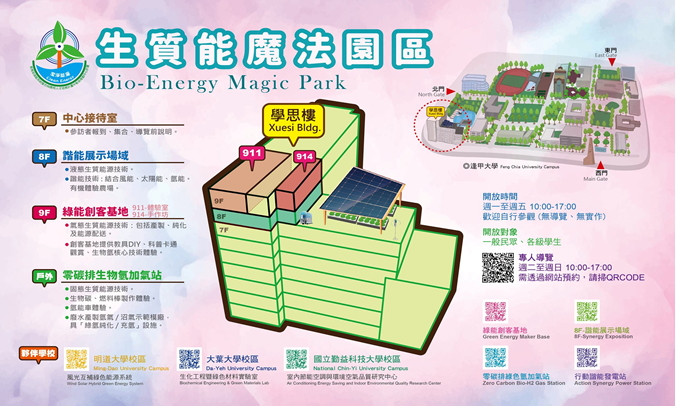 生質能魔法園區
Bio-Energy Magic Park
東門
East Gate
北門
North Gate
學思樓
Xuesi Bldg.
西門
Main Gate
◎逢甲大學 Feng Chia University Campus
7F 中心接待室
●參訪者報到、集合、導覽前說明。
8F 諧能展示場域
●液態生質能源技術。
●諧能技術:結合風能、太陽能、氫能、
有機體驗農場。
9F 綠能創客基地 911-體驗室
914-手作坊
●氣態生質能源技術:包括產製、純化
及能源配送。
●創客基地提供教具DIY、科普卡通
觀賞、生物氫核心技術體驗。
戶外 零碳排生物氫加氣站
●固態生質能源技術。
●生物碳、燃料棒製作體驗。
●氫能車體驗。
●廢水產製氫氣/沼氣示範模廠,
具「綠氫純化/充氫」設施。
學思樓
Xuesi Bldg.
911
914
9F
8F
7F
開放時間
週一至週五 10:00-17:00
歡迎自行參觀 (無導覽、無實作)
開放對象
一般民眾、各級學生
專人導覽
週二至週日 10:00-17:00
需透過網站預約,請掃QRCODE
綠能創客基地
Green Energy Maker Base
8F-諧能展示場域
8F-Synergy Exposition
零碳排綠色氫氣站
Zero Carbon Bio-H2 Gas Station
行動諧能發電站
Action Synergy Power Station
夥伴學校
明道大學校區
Ming-Dao University Campus
風光互補綠色能源系統
Wind Solar Hybrid Green Energy System
大葉大學校區
Da-Yeh University Campus
生化工程暨綠色材料實驗室
Biochemical Engineering & Green Materials Lab
國立勤益科技大學校區
National Chin-Yi University Campus
室內節能空調與環境空氣品質研究中心
Air Conditioning Energy Saving and Indoor Environmental Quality Research Center